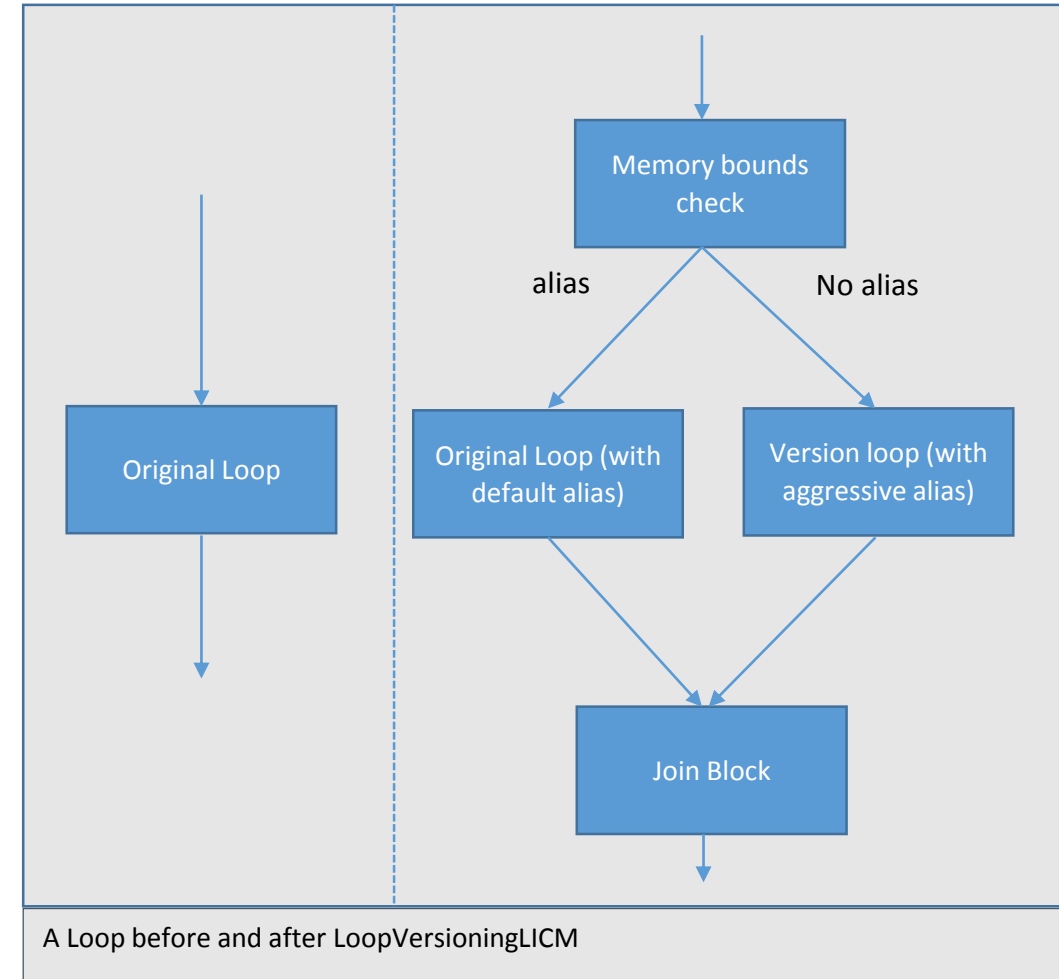 Memory bounds
check
alias
No alias
Original Loop
Original Loop (with
default alias)
Version loop (with
aggressive alias)
Join Block
A Loop before and after LoopVersioningLICM